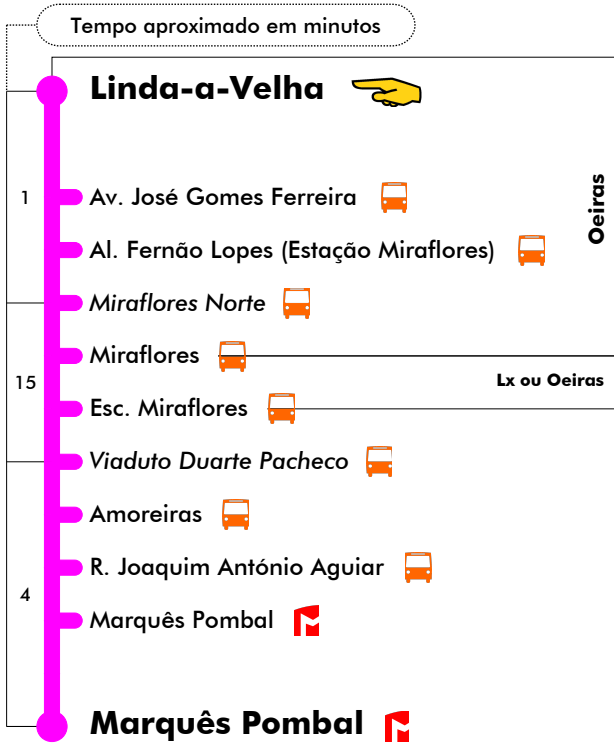 Tempo aproximado em minutos
Linda-a-Velha
Oeiras
1
Av. José Gomes Ferreira
Al. Fernão Lopes (Estação Miraflores)
Miraflores Norte
Miraflores
15
Lx ou Oeiras
Esc. Miraflores
Viaduto Duarte Pacheco
Amoreiras
R. Joaquim António Aguiar
4
Marquês Pombal
Marquês Pombal